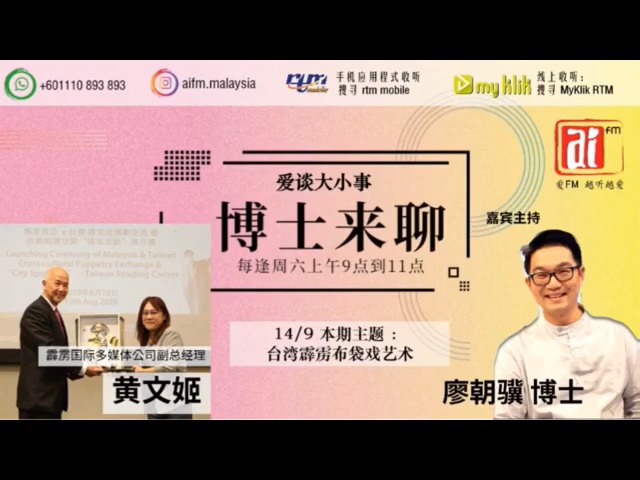 +601110 893 893
aifm.malaysia
rtm mobile
手机应用程式收听
搜寻 rtm mobile
myklik
线上收听：
搜寻 MyKlik RTM
ai fm
爱FM 越听越爱
爱谈大小事
博士来聊
每逢周六上午9点到11点
嘉宾主持
14/9 本期主题：
台湾霹雳布袋戏艺术
Launching Ceremony of Malaysia & Taiwan
Cross-cultural Puppetry Exchange &
Taiwan Reading Corner
霹雳国际多媒体公司副总经理
黄文姬
廖朝骥 博士